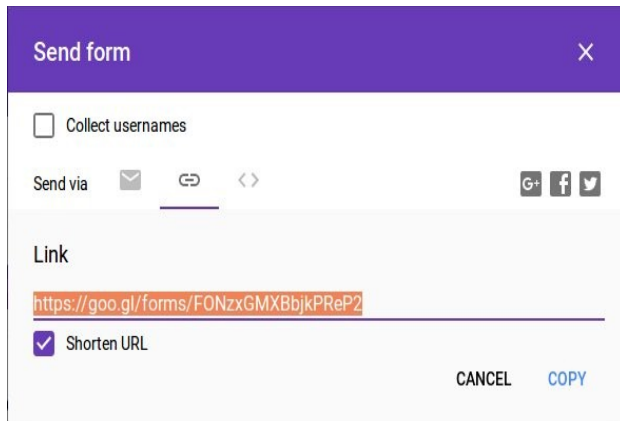 Send form
Collect usernames
Send via
G+
Link
https://goo.gl/forms/FONzxGMXBbjkPReP2
Shorten URL
CANCEL COPY